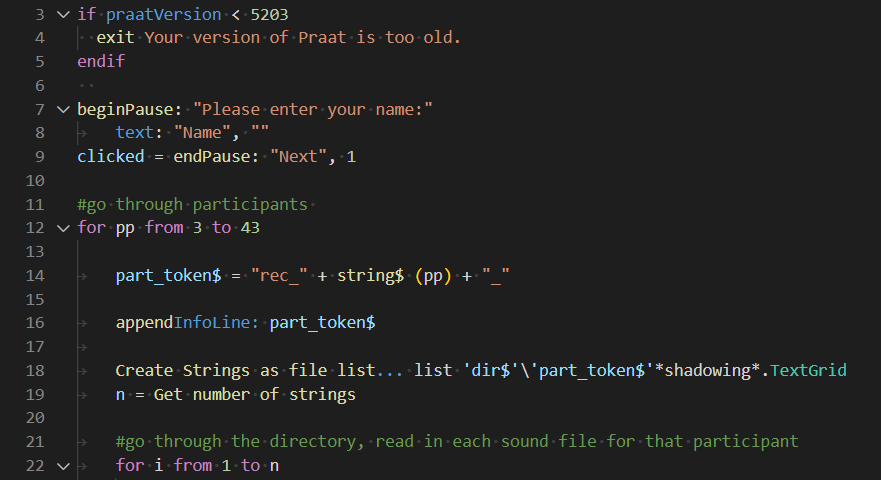 3 if praatVersion < 5203
4 exit Your version of Praat is too old.
5 endif
6
7 beginPause: "Please enter your name:"
8 text: "Name", ""
9 clicked = endPause: "Next", 1
10
11 #go through participants
12 for pp from 3 to 43
13
14 part_token$ = "rec_" + string$ (pp) + "_"
15
16 appendInfoLine: part_token$
17
18 Create Strings as file list... list 'dir$'\'part_token$'*shadowing*.TextGrid
19 n = Get number of strings
20
21 #go through the directory, read in each sound file for that participant
22 for i from 1 to n